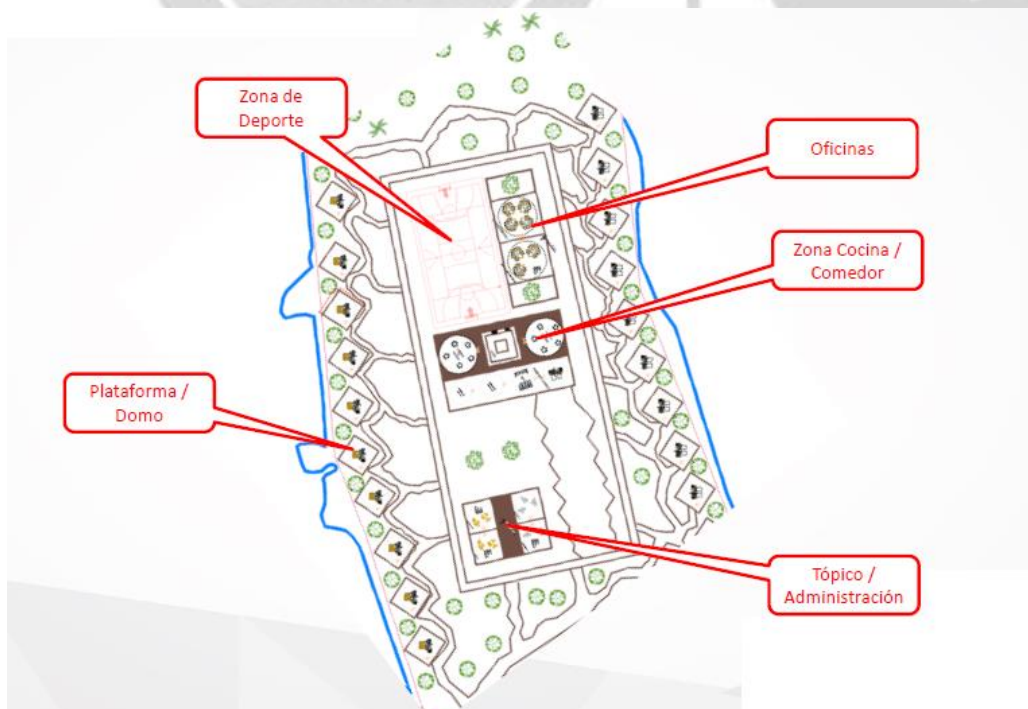 Zona de
Deporte
Oficinas
Zona Cocina /
Comedor
Plataforma /
Domo
Tópico /
Administración